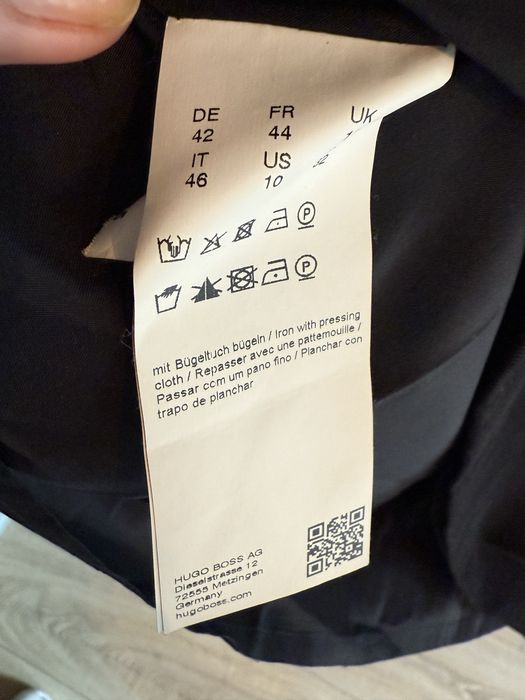 DE FR UK
42 44
IT US
46 10
P
P
mit Bügeltuch bügeln / Iron with pressing
cloth / Repasser avec une pattemouille /
Passar com um pano fino / Planchar con
trapo de planchar
HUGO BOSS AG
Dieselstrasse 12
72555 Metzingen
Germany
hugoboss.com